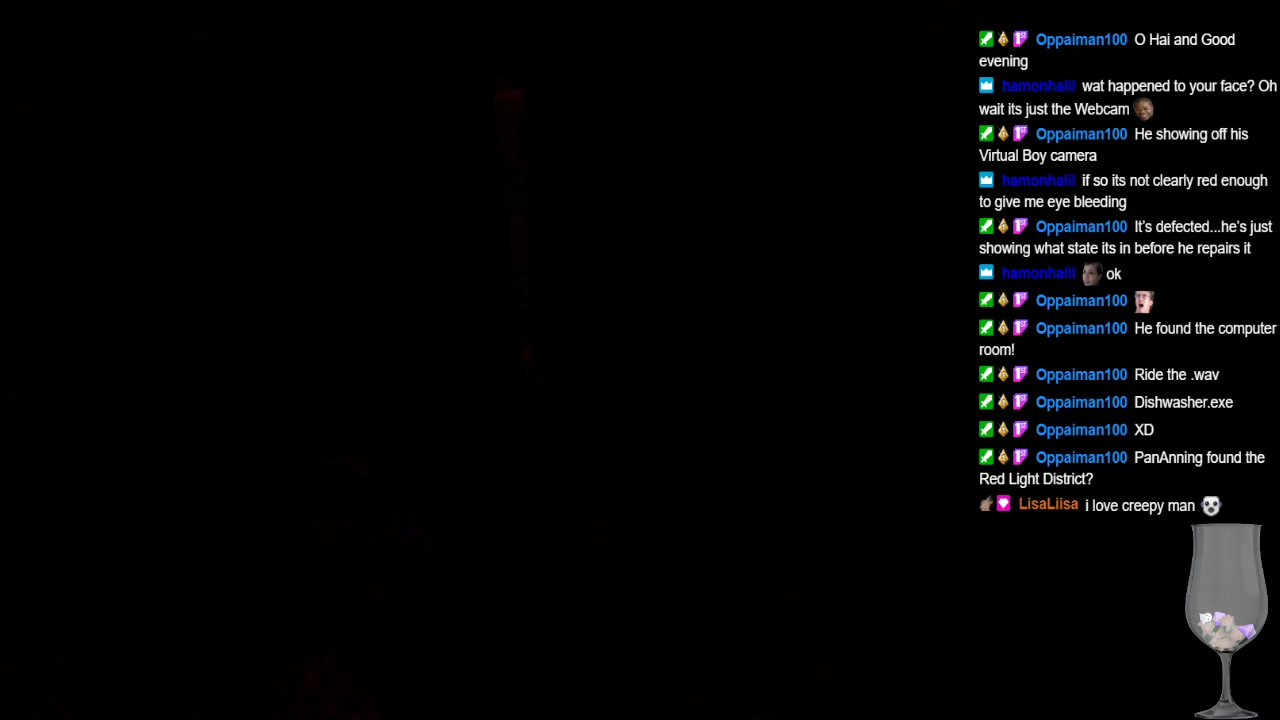 Oppaiman100 O Hai and Good
evening
hamonhalil wat happened to your face? Oh
wait its just the Webcam
Oppaiman100 He showing off his
Virtual Boy camera
hamonhalil if so its not clearly red enough
to give me eye bleeding
Oppaiman100 It's defected...he's just
showing what state its in before he repairs it
hamonhalil ok
Oppaiman100
Oppaiman100 He found the computer
room!
Oppaiman100 Ride the .wav
Oppaiman100 Dishwasher.exe
Oppaiman100 XD
Oppaiman100 PanAnning found the
Red Light District?
LisaLiisa i love creepy man